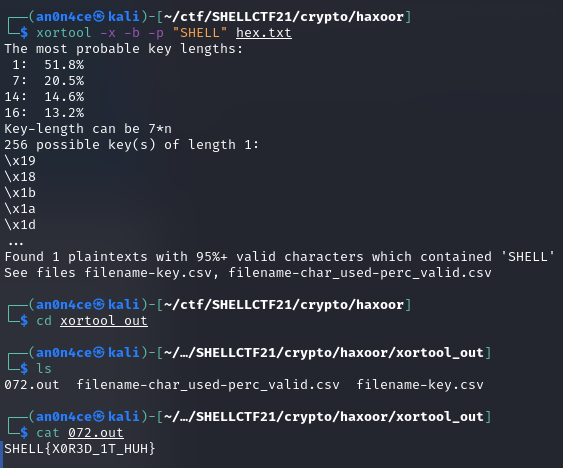 ┌──(an0n4ce㉿kali)-[~/ctf/SHELLCTF21/crypto/haxoor]
└─$ xortool -x -b -p "SHELL" hex.txt
The most probable key lengths:
 1:  51.8%
 7:  20.5%
14:  14.6%
16:  13.2%
Key-length can be 7*n
256 possible key(s) of length 1:
\x19
\x18
\x1b
\x1a
\x1d
...
Found 1 plaintexts with 95%+ valid characters which contained 'SHELL'
See files filename-key.csv, filename-char_used-perc_valid.csv
┌──(an0n4ce㉿kali)-[~/ctf/SHELLCTF21/crypto/haxoor]
└─$ cd xortool_out
┌──(an0n4ce㉿kali)-[~/…/SHELLCTF21/crypto/haxoor/xortool_out]
└─$ ls
072.out  filename-char_used-perc_valid.csv  filename-key.csv
┌──(an0n4ce㉿kali)-[~/…/SHELLCTF21/crypto/haxoor/xortool_out]
└─$ cat 072.out
SHELL{X0R3D_1T_HUH}